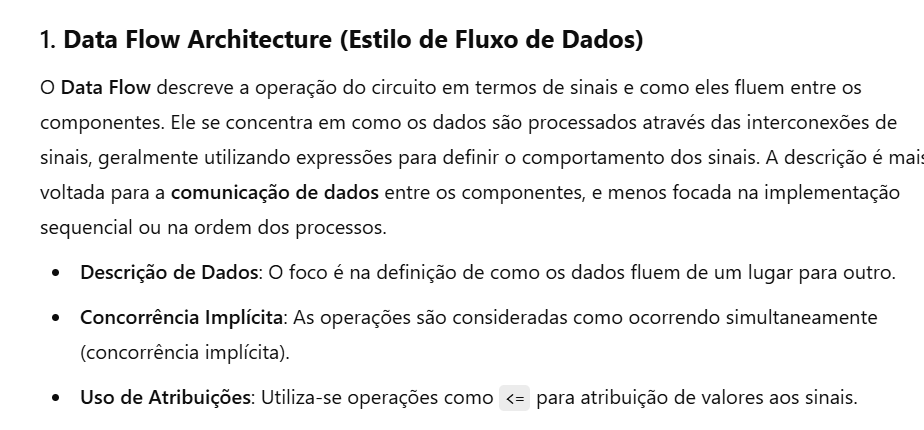 1. Data Flow Architecture (Estilo de Fluxo de Dados)
O Data Flow descreve a operação do circuito em termos de sinais e como eles fluem entre os
componentes. Ele se concentra em como os dados são processados através das interconexões de
sinais, geralmente utilizando expressões para definir o comportamento dos sinais. A descrição é mais
voltada para a comunicação de dados entre os componentes, e menos focada na implementação
sequencial ou na ordem dos processos.
• Descrição de Dados: O foco é na definição de como os dados fluem de um lugar para outro.
• Concorrência Implícita: As operações são consideradas como ocorrendo simultaneamente
(concorrência implícita).
• Uso de Atribuições: Utiliza-se operações como <= para atribuição de valores aos sinais.